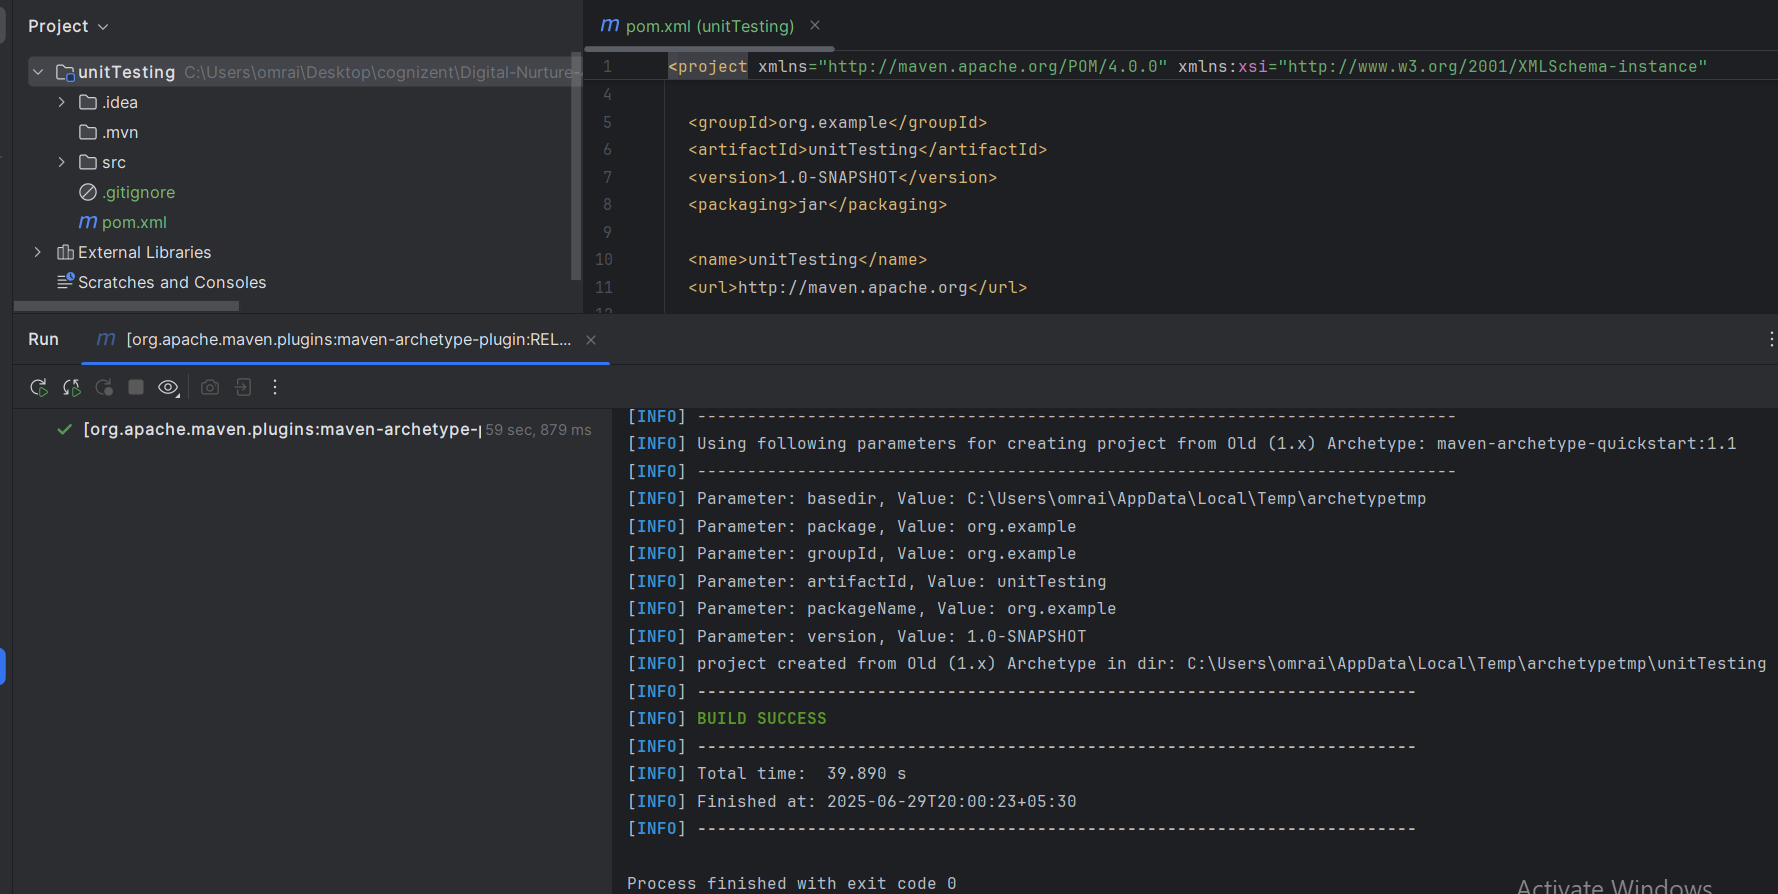 Project
unitTesting C:\Users\omrai\Desktop\cognizent\Digital-Nurture-
.idea
.mvn
src
.gitignore
pom.xml
External Libraries
Scratches and Consoles
pom.xml (unitTesting)
1 <project xmlns="http://maven.apache.org/POM/4.0.0" xmlns:xsi="http://www.w3.org/2001/XMLSchema-instance"
4
5 <groupId>org.example</groupId>
6 <artifactId>unitTesting</artifactId>
7 <version>1.0-SNAPSHOT</version>
8 <packaging>jar</packaging>
9
10 <name>unitTesting</name>
11 <url>http://maven.apache.org</url>
12
Run [org.apache.maven.plugins:maven-archetype-plugin:REL...
[org.apache.maven.plugins:maven-archetype-p 59 sec, 879 ms
[INFO] ----------------------------------------------------------------------------
[INFO] Using following parameters for creating project from Old (1.x) Archetype: maven-archetype-quickstart:1.1
[INFO] ----------------------------------------------------------------------------
[INFO] Parameter: basedir, Value: C:\Users\omrai\AppData\Local\Temp\archetypetmp
[INFO] Parameter: package, Value: org.example
[INFO] Parameter: groupId, Value: org.example
[INFO] Parameter: artifactId, Value: unitTesting
[INFO] Parameter: packageName, Value: org.example
[INFO] Parameter: version, Value: 1.0-SNAPSHOT
[INFO] project created from Old (1.x) Archetype in dir: C:\Users\omrai\AppData\Local\Temp\archetypetmp\unitTesting
[INFO] ------------------------------------------------------------------------
[INFO] BUILD SUCCESS
[INFO] ------------------------------------------------------------------------
[INFO] Total time:  39.890 s
[INFO] Finished at: 2025-06-29T20:00:23+05:30
[INFO] ------------------------------------------------------------------------
Process finished with exit code 0
Activate Windows